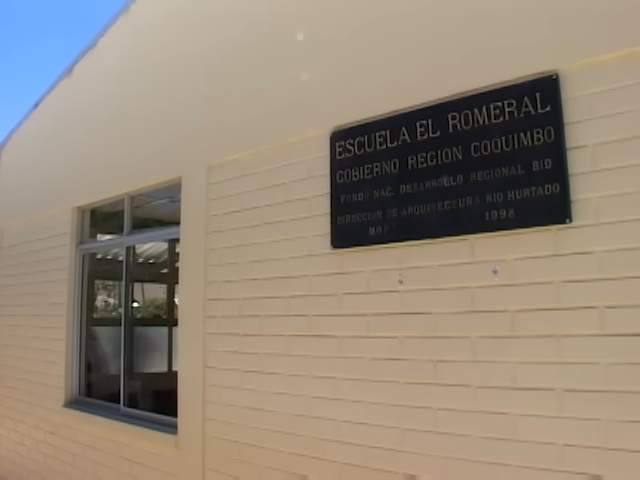 ESCUELA EL ROMERAL
GOBIERNO REGION COQUIMBO
FONDO NAC. DESARROLLO REGIONAL BID
DIRECCION DE ARQUITECTURA RIO HURTADO
1998